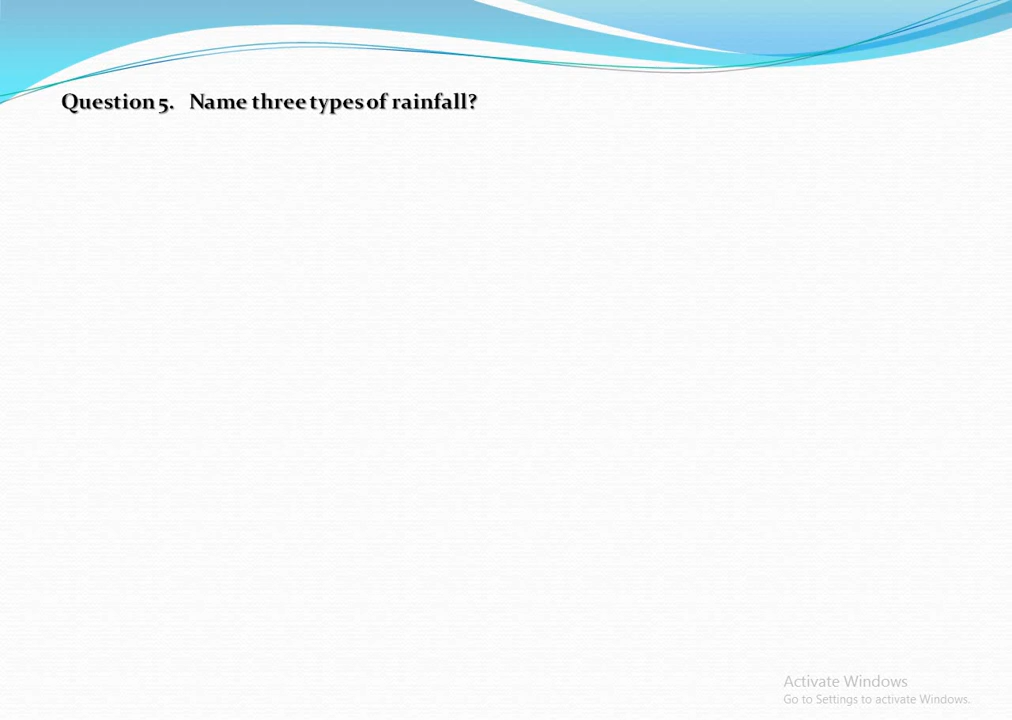 Question 5. Name three types of rainfall?
Activate Windows
Go to Settings to activate Windows.